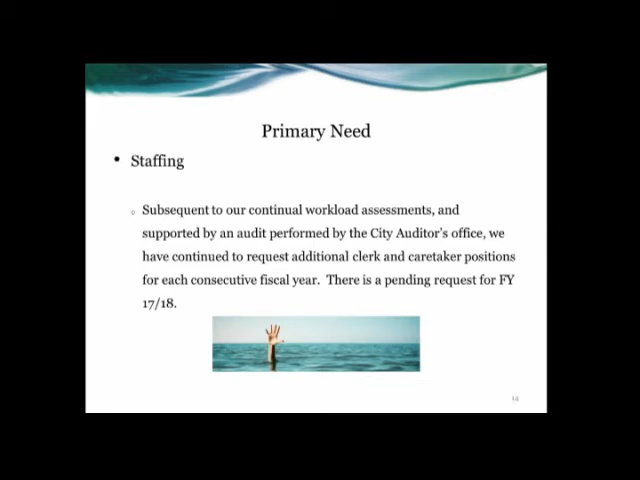 Primary Need
• Staffing
o Subsequent to our continual workload assessments, and
supported by an audit performed by the City Auditor's office, we
have continued to request additional clerk and caretaker positions
for each consecutive fiscal year. There is a pending request for FY
17/18.
14